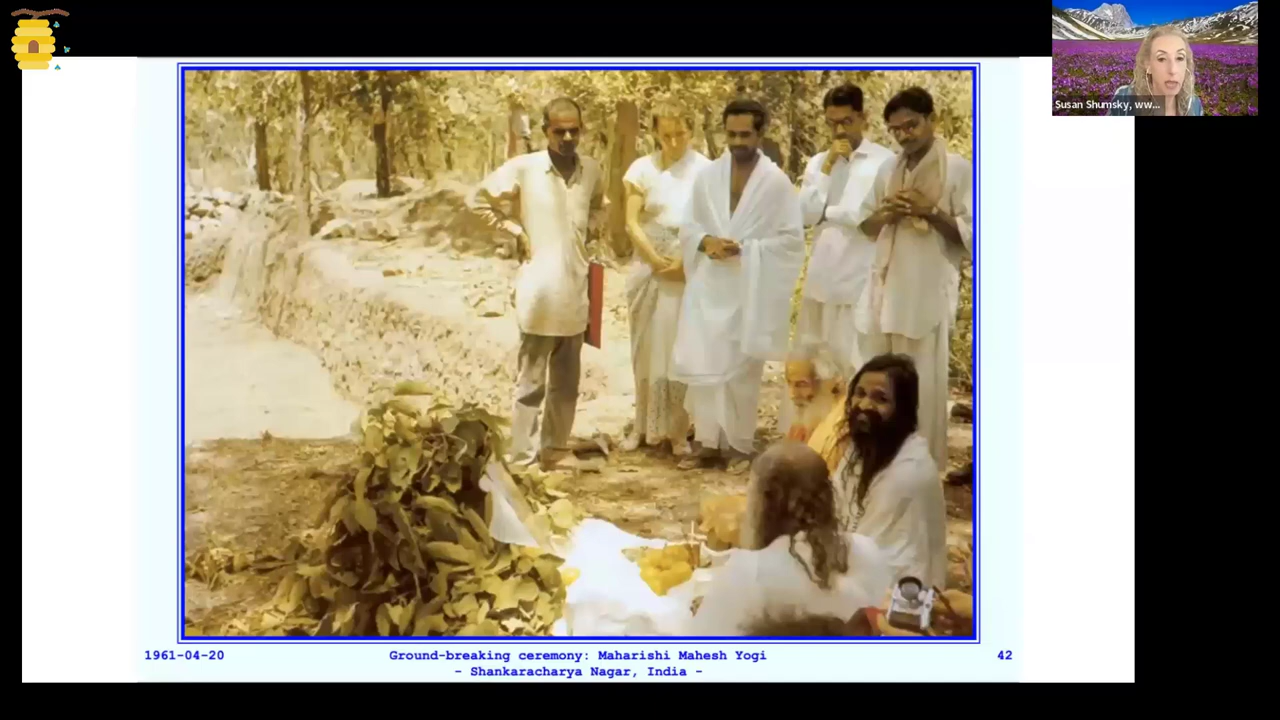 Susan Shumsky, ww...
1961-04-20 Ground-breaking ceremony: Maharishi Mahesh Yogi 42
- Shankaracharya Nagar, India -